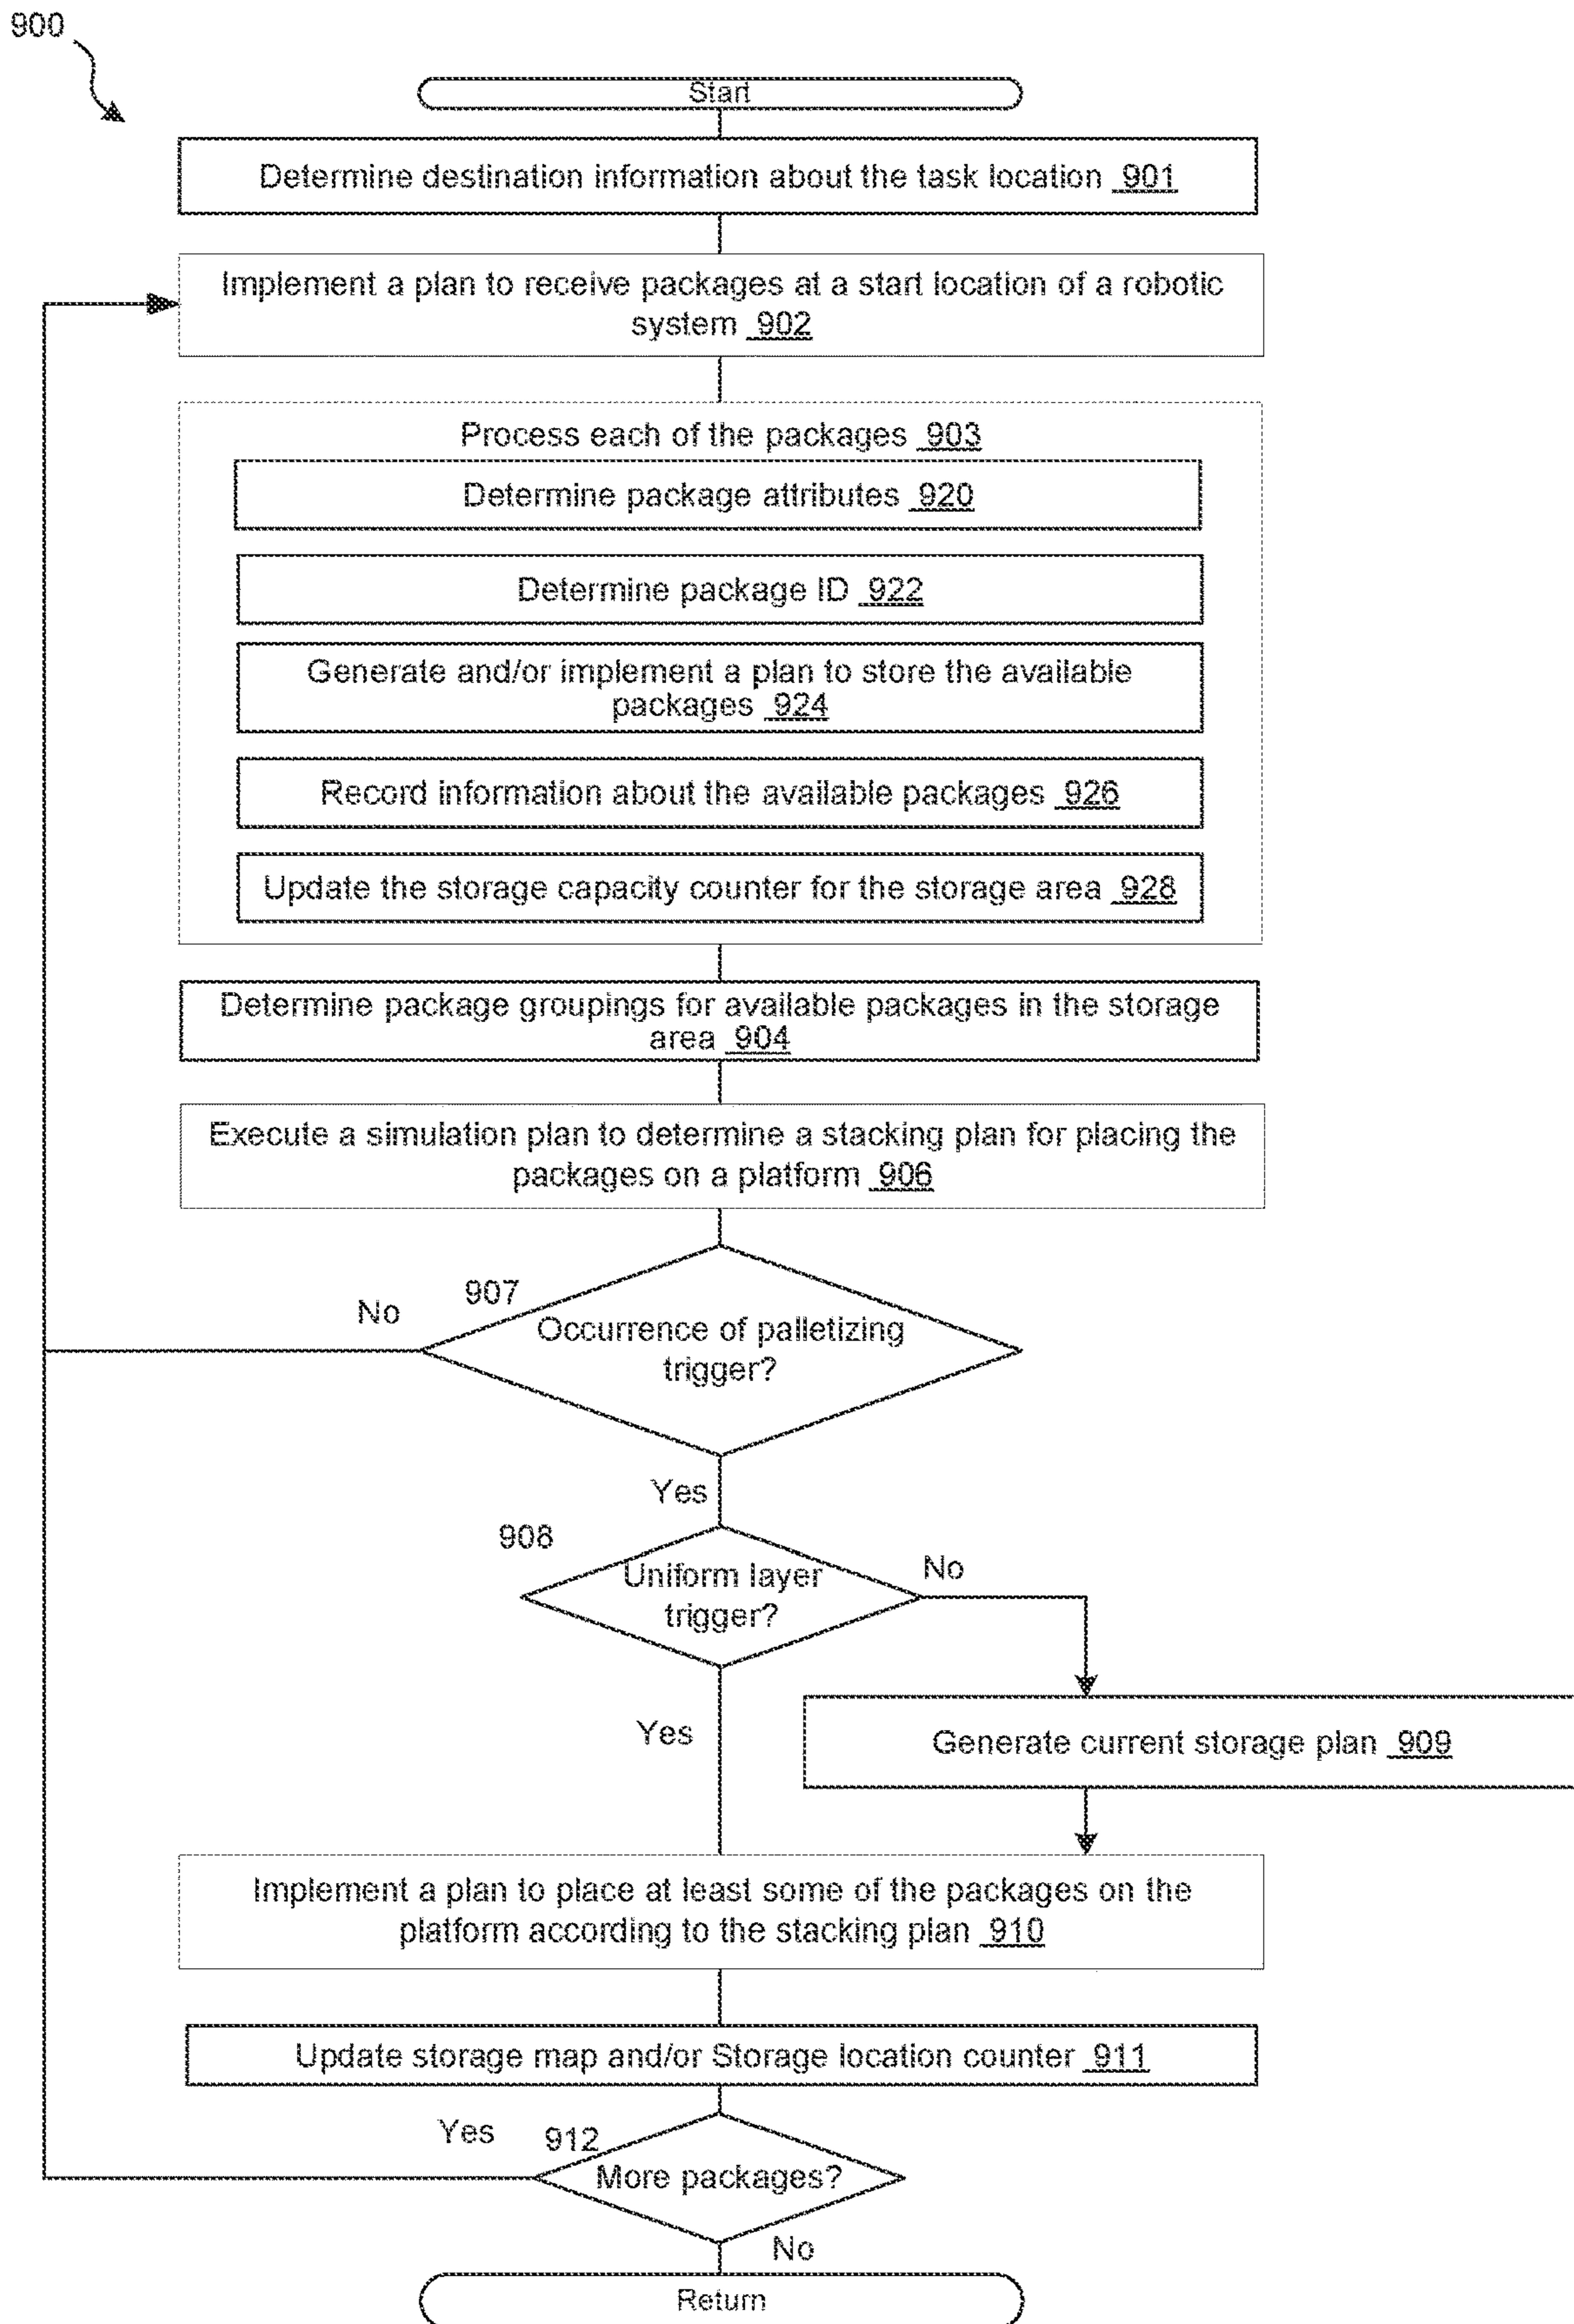 900
Start
Determine destination information about the task location 901
Implement a plan to receive packages at a start location of a robotic
system 902
Process each of the packages 903
Determine package attributes 920
Determine package ID 922
Generate and/or implement a plan to store the available
packages 924
Record information about the available packages 926
Update the storage capacity counter for the storage area 928
Determine package groupings for available packages in the storage
area 904
Execute a simulation plan to determine a stacking plan for placing the
packages on a platform 906
907
No
Occurrence of palletizing
trigger?
Yes
908
No
Uniform layer
trigger?
Yes
Generate current storage plan 909
Implement a plan to place at least some of the packages on the
platform according to the stacking plan 910
Update storage map and/or Storage location counter 911
Yes
912
More packages?
No
Return